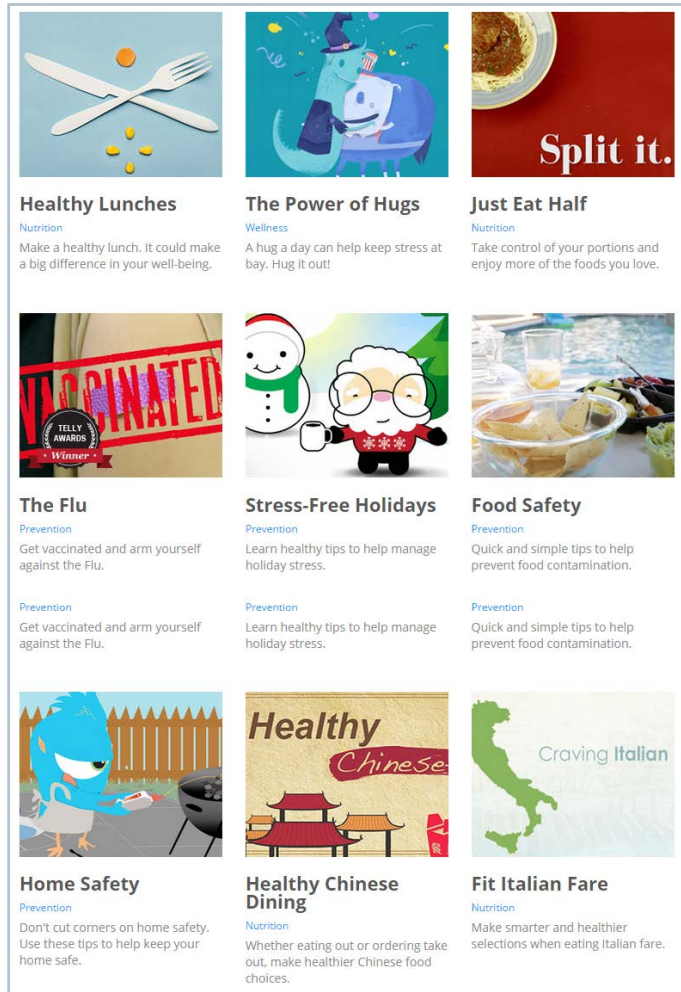 Split it.
Healthy Lunches
Nutrition
Make a healthy lunch. It could make
a big difference in your well-being.
The Power of Hugs
Wellness
A hug a day can help keep stress at
bay. Hug it out!
Just Eat Half
Nutrition
Take control of your portions and
enjoy more of the foods you love.
VACCINATED
TELLY
AWARDS
Winner
The Flu
Prevention
Get vaccinated and arm yourself
against the Flu.
Stress-Free Holidays
Prevention
Learn healthy tips to help manage
holiday stress.
Food Safety
Prevention
Quick and simple tips to help
prevent food contamination.
Prevention
Get vaccinated and arm yourself
against the Flu.
Prevention
Learn healthy tips to help manage
holiday stress.
Prevention
Quick and simple tips to help
prevent food contamination.
Healthy
Chinese
Craving Italian
Home Safety
Prevention
Don't cut corners on home safety.
Use these tips to help keep your
home safe.
Healthy Chinese
Dining
Nutrition
Whether eating out or ordering take
out, make healthier Chinese food
choices.
Fit Italian Fare
Nutrition
Make smarter and healthier
selections when eating Italian fare.